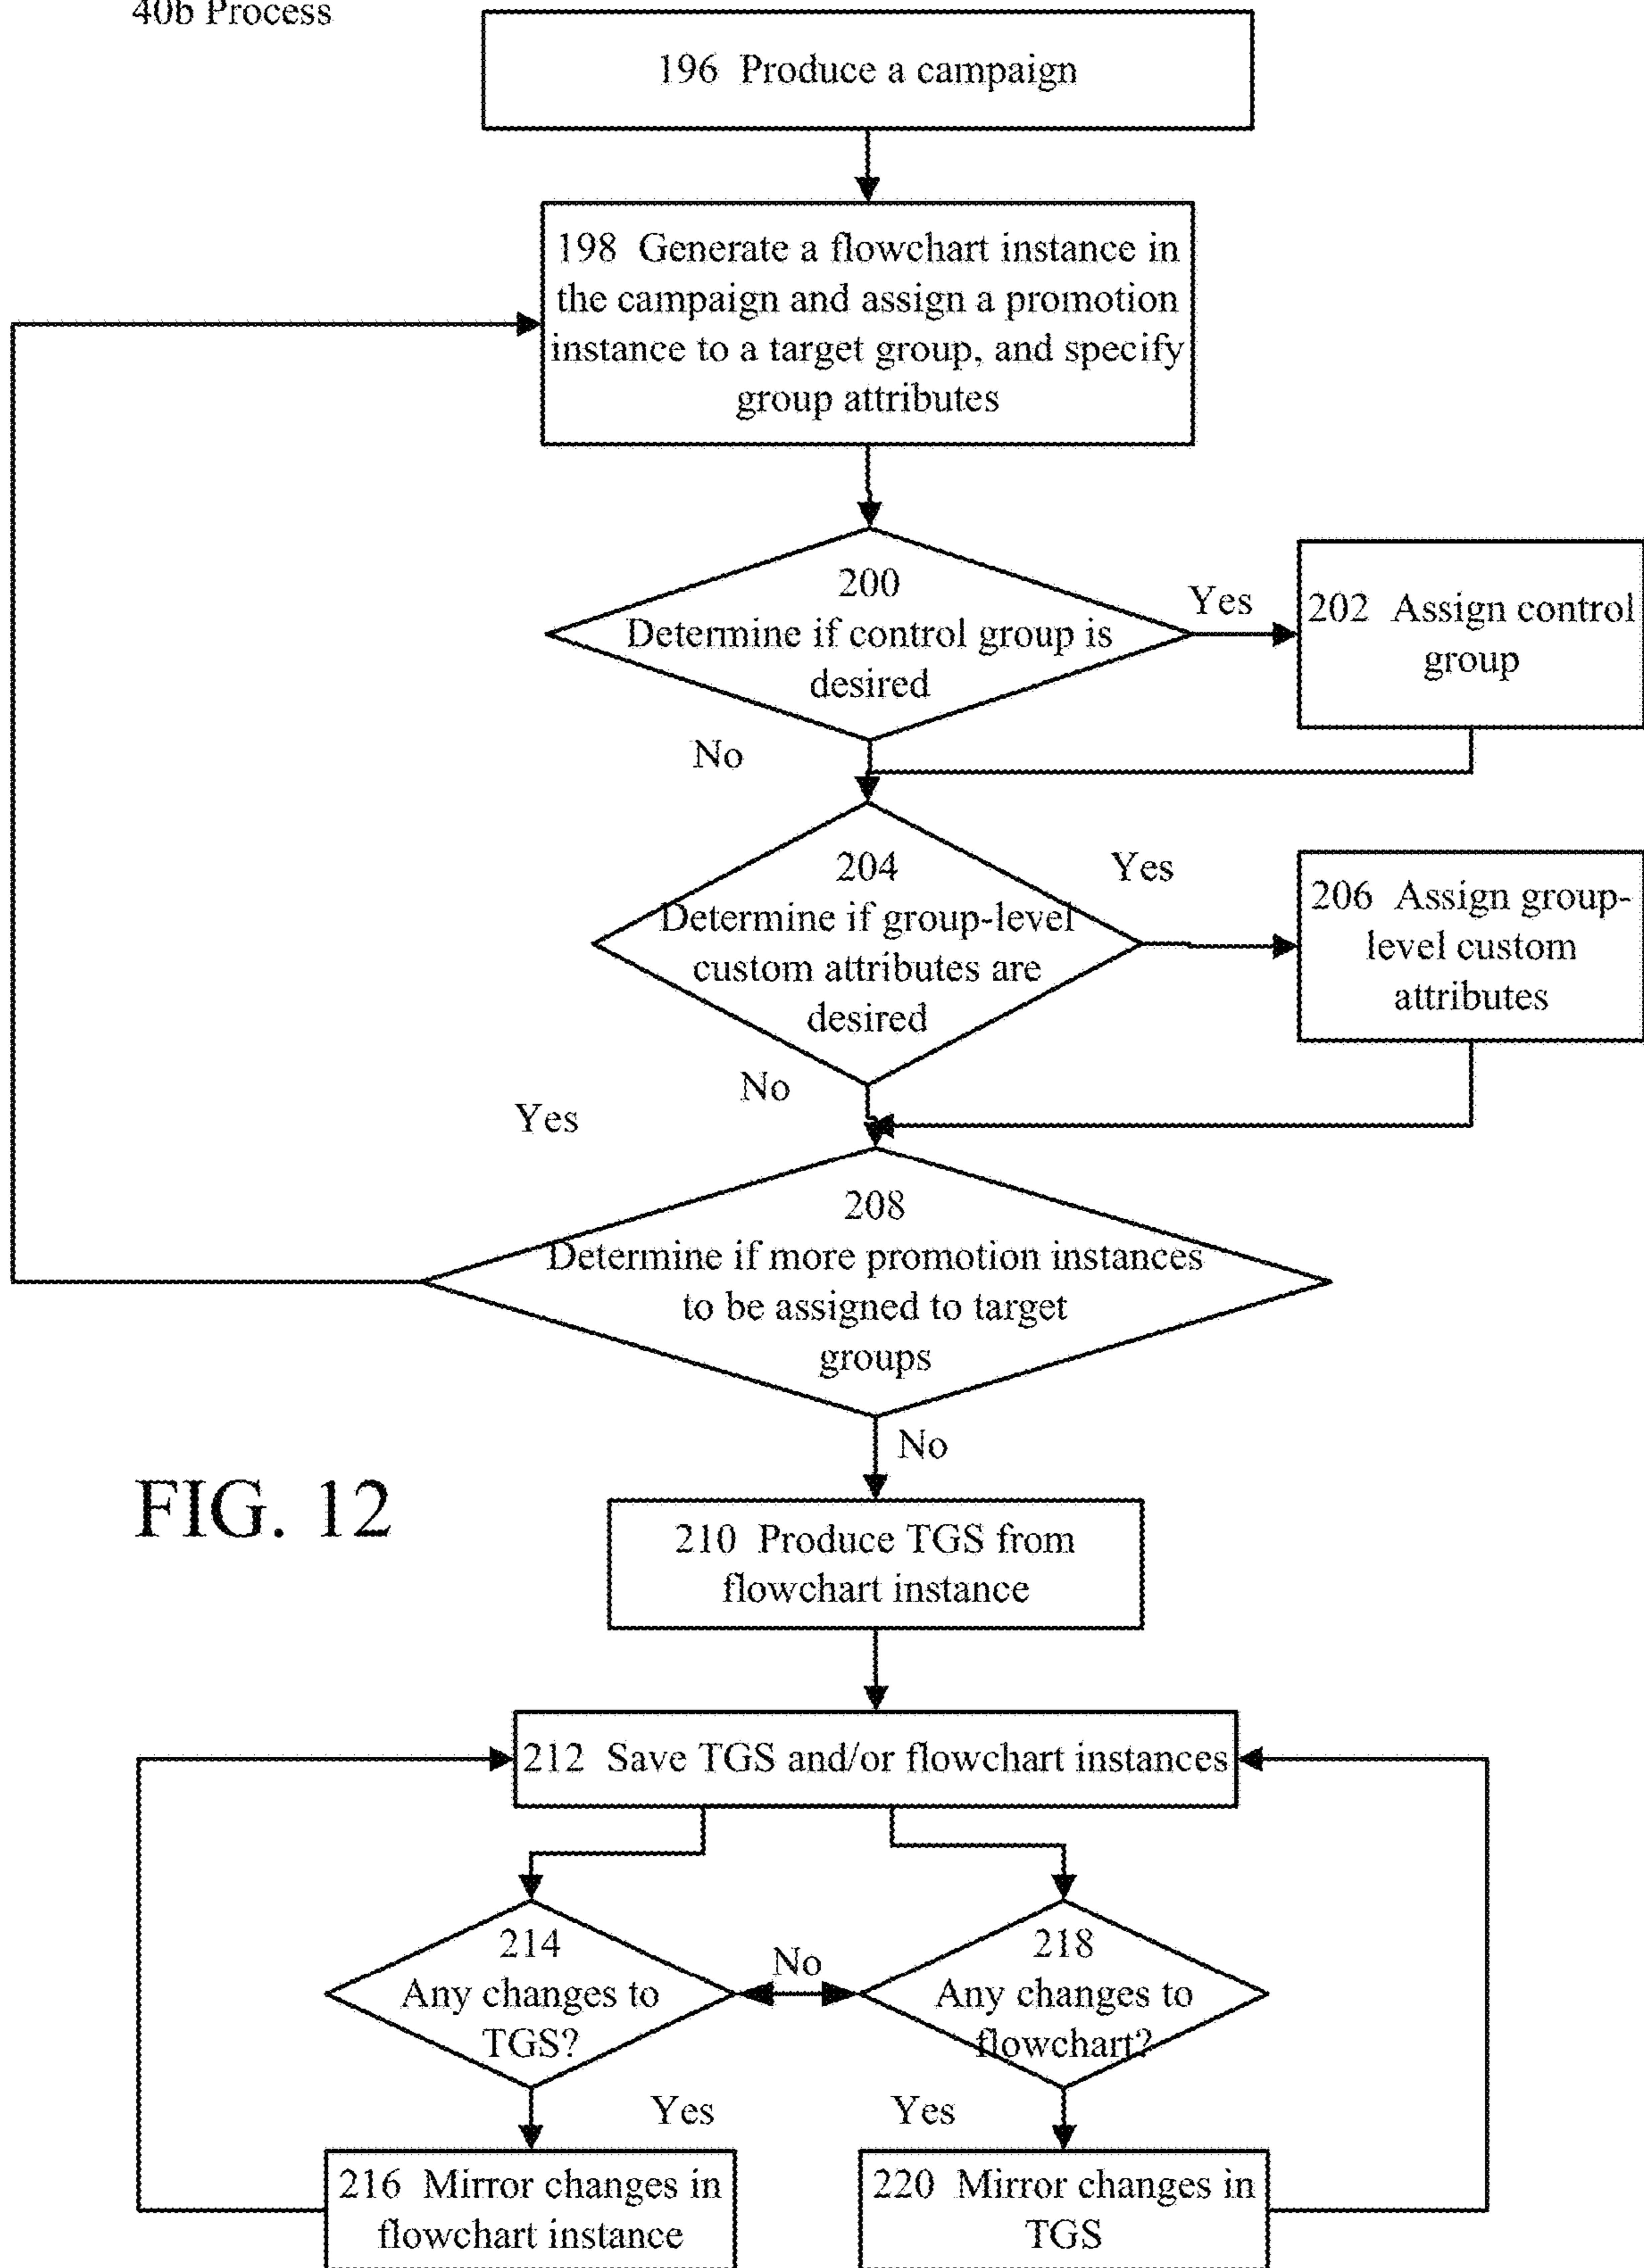 40b Process
196 Produce a campaign
198 Generate a flowchart instance in
the campaign and assign a promotion
instance to a target group, and specify
group attributes
200
Determine if control group is
desired
Yes
202 Assign control
group
No
204
Determine if group-level
custom attributes are
desired
Yes
206 Assign group-
level custom
attributes
No
Yes
208
Determine if more promotion instances
to be assigned to target
groups
No
FIG. 12
210 Produce TGS from
flowchart instance
212 Save TGS and/or flowchart instances
214
Any changes to
TGS?
No
218
Any changes to
flowchart?
Yes
Yes
216 Mirror changes in
flowchart instance
220 Mirror changes in
TGS